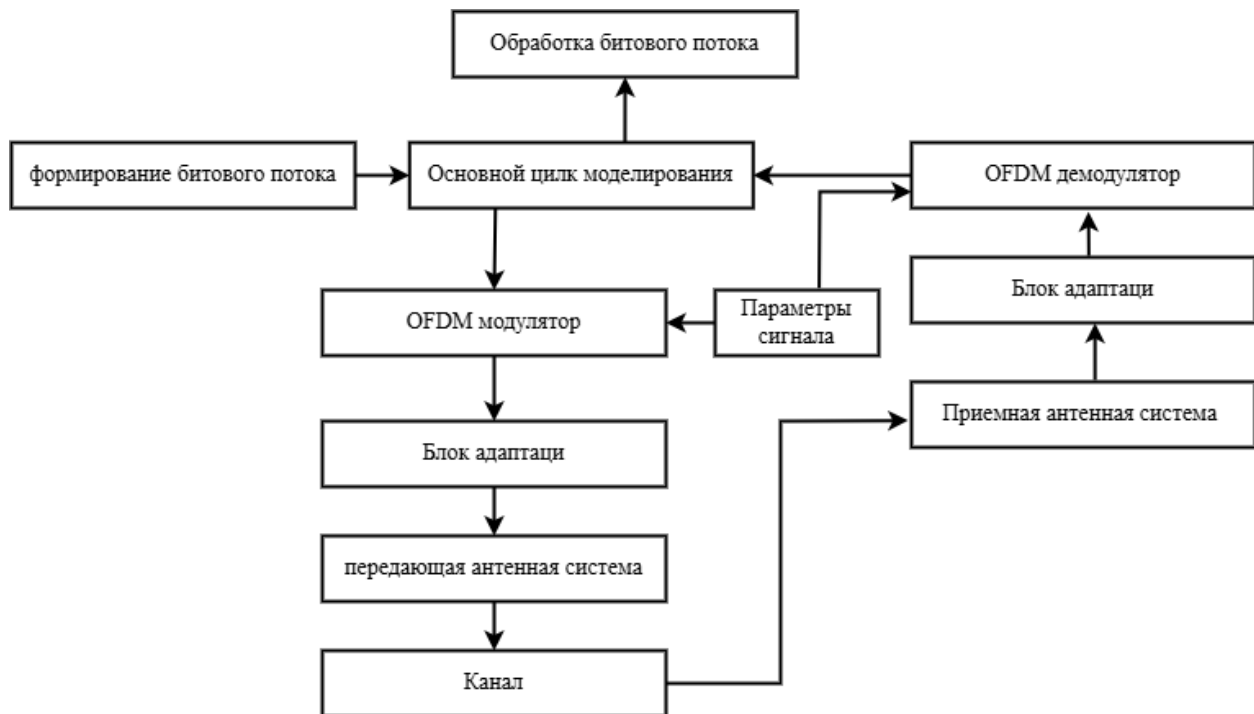 Обработка битового потока
формирование битового потока
Основной цилк моделирования
OFDM демодулятор
Блок адаптаци
OFDM модулятор
Параметры
сигнала
Приемная антенная система
Блок адаптаци
передающая антенная система
Канал